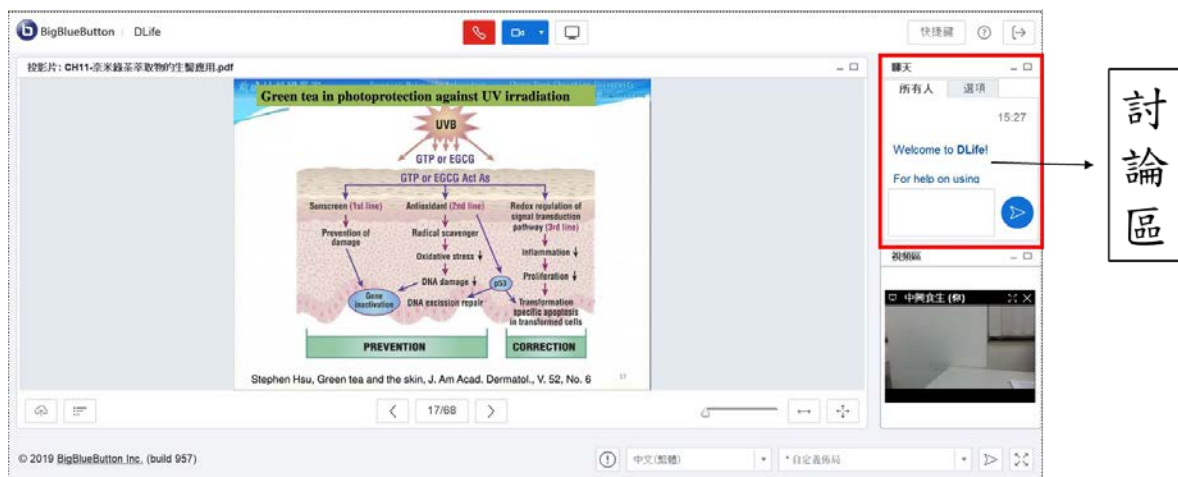 BigBlueButton DLife
快捷鍵
投影片: CH11-奈米綠茶萃取物的生醫應用.pdf
Green tea in photoprotection against UV irradiation
UVB
GTP or EGCG
GTP or EGCG Act As
Sunscreen (1st line)
Antioxidant (2nd line)
Redox regulation of
signal transduction
pathway (3rd line)
Prevention of
damage
Radical scavenger
Oxidative stress ↓
DNA damage ↓
Inflammation ↓
Proliferation ↓
p53
Gene
inactivation
DNA excission repair
Transformation
specific apoptosis
in transformed cells
PREVENTION
CORRECTION
Stephen Hsu, Green tea and the skin, J. Am Acad. Dermatol., V. 52, No. 6
17
17/68
聊天
所有人
選項
15:27
Welcome to DLife!
For help on using
視頻區
中興食生 (仰)
討論區
© 2019 BigBlueButton Inc. (build 957)
中文(繁體)
*自定義佈局